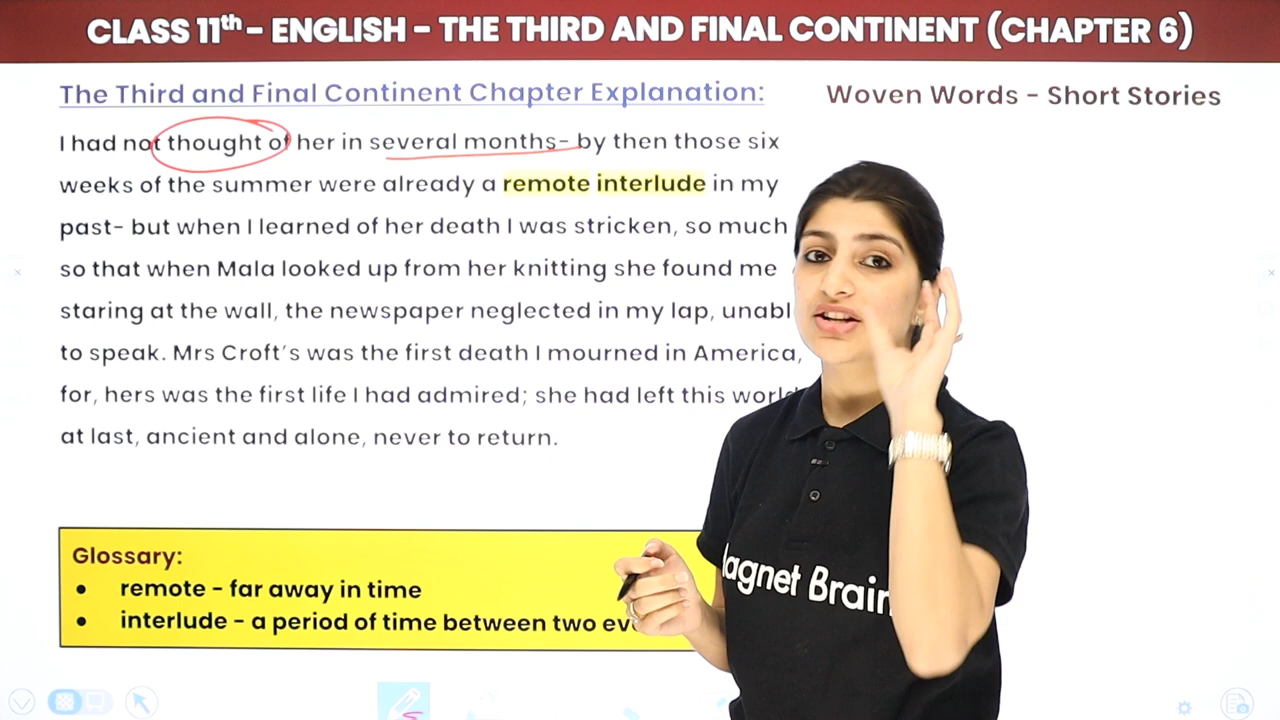 CLASS 11th – ENGLISH – THE THIRD AND FINAL CONTINENT (CHAPTER 6)
The Third and Final Continent Chapter Explanation:
Woven Words – Short Stories
I had not thought of her in several months- by then those six
weeks of the summer were already a remote interlude in my
past- but when I learned of her death I was stricken, so much
so that when Mala looked up from her knitting she found me
staring at the wall, the newspaper neglected in my lap,
to speak. Mrs Croft's was the first death I mourned in America,
for, hers was the first life I had admired; she had left this world
at last, ancient and alone, never to return.
Glossary:
• remote – far away in time
• interlude – a period of time between two